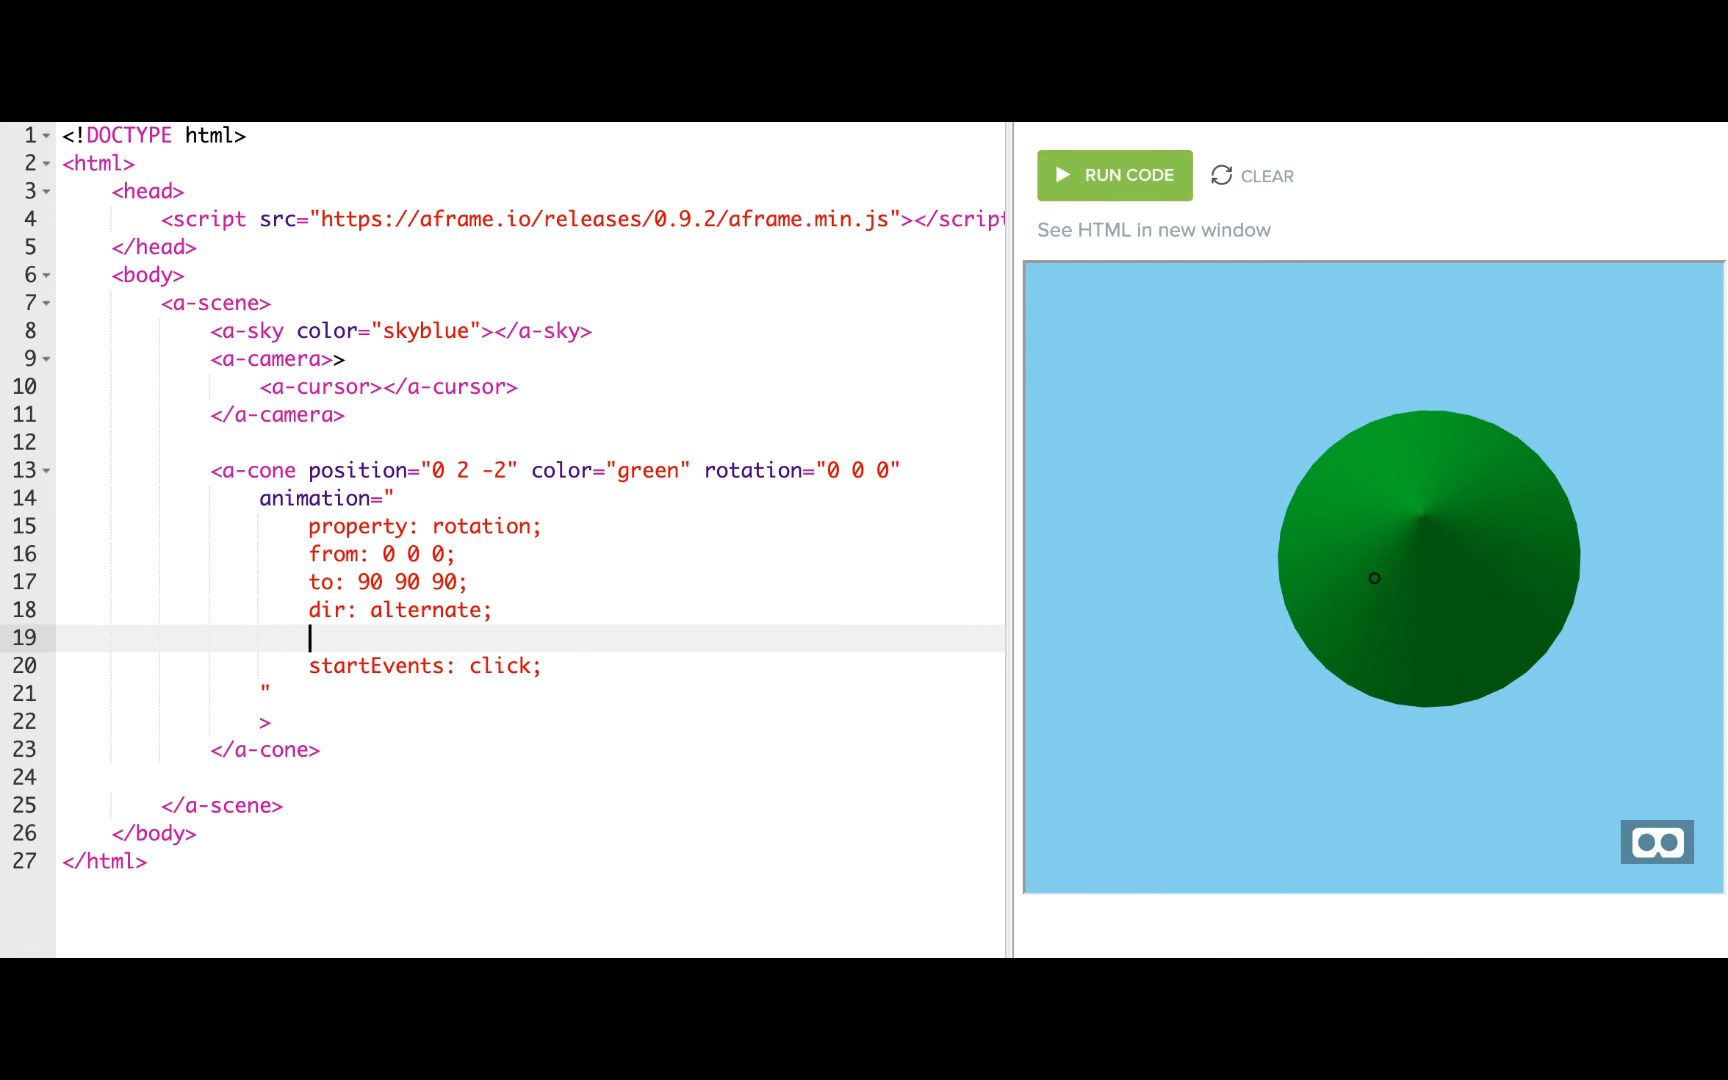 1 <!DOCTYPE html>
2 <html>
3 <head>
4 <script src="https://aframe.io/releases/0.9.2/aframe.min.js"></script
5 </head>
6 <body>
7 <a-scene>
8 <a-sky color="skyblue"></a-sky>
9 <a-camera>>
10 <a-cursor></a-cursor>
11 </a-camera>
12
13 <a-cone position="0 2 -2" color="green" rotation="0 0 0"
14 animation="
15 property: rotation;
16 from: 0 0 0;
17 to: 90 90 90;
18 dir: alternate;
19
20 startEvents: click;
21 "
22 >
23 </a-cone>
24
25 </a-scene>
26 </body>
27 </html>
RUN CODE
CLEAR
See HTML in new window